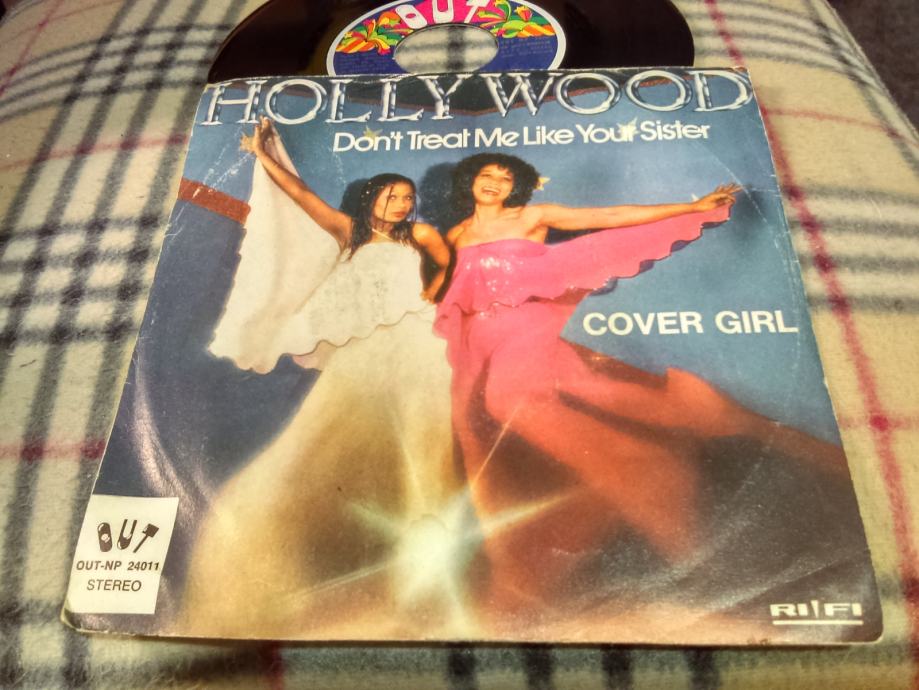 OUT
HOLLYWOOD
Don't Treat Me Like Your Sister
COVER GIRL
OUT
OUT-NP 24011
STEREO
RI/FI